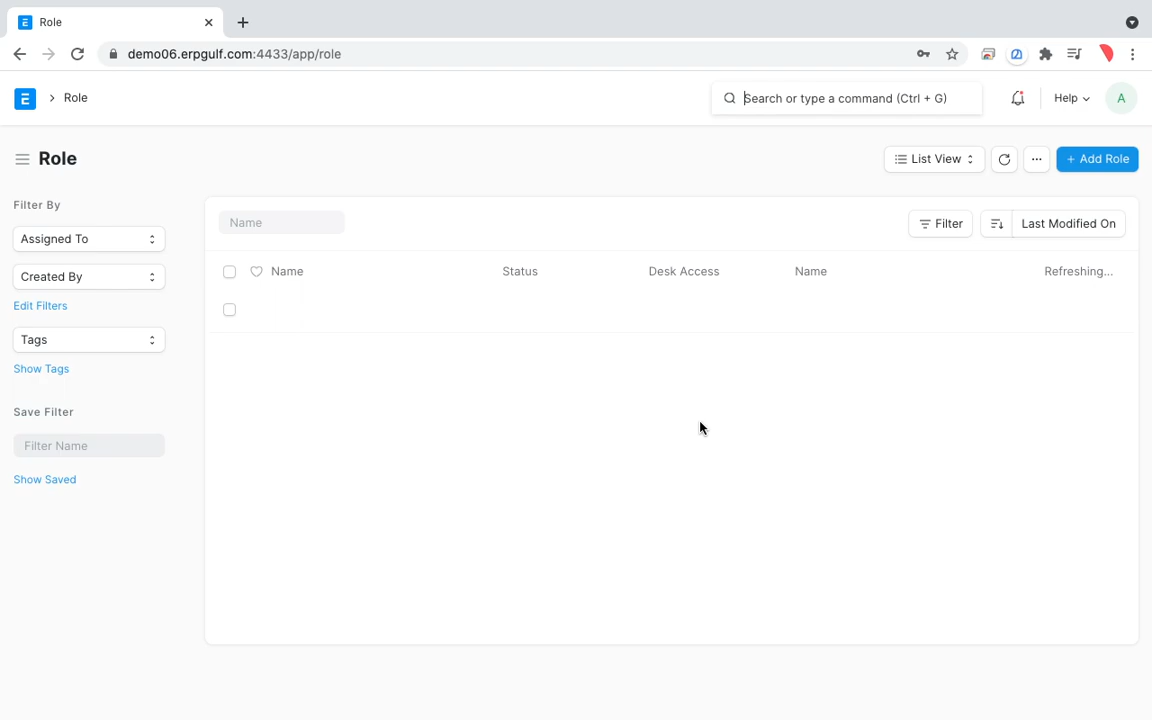 Role
demo06.erpgulf.com:4433/app/role
E
Role
Search or type a command (Ctrl + G)
Help
A
Role
List View
···
+ Add Role
Filter By
Assigned To
Created By
Edit Filters
Tags
Show Tags
Save Filter
Filter Name
Show Saved
Name
Filter
Last Modified On
Name
Status
Desk Access
Name
Refreshing...